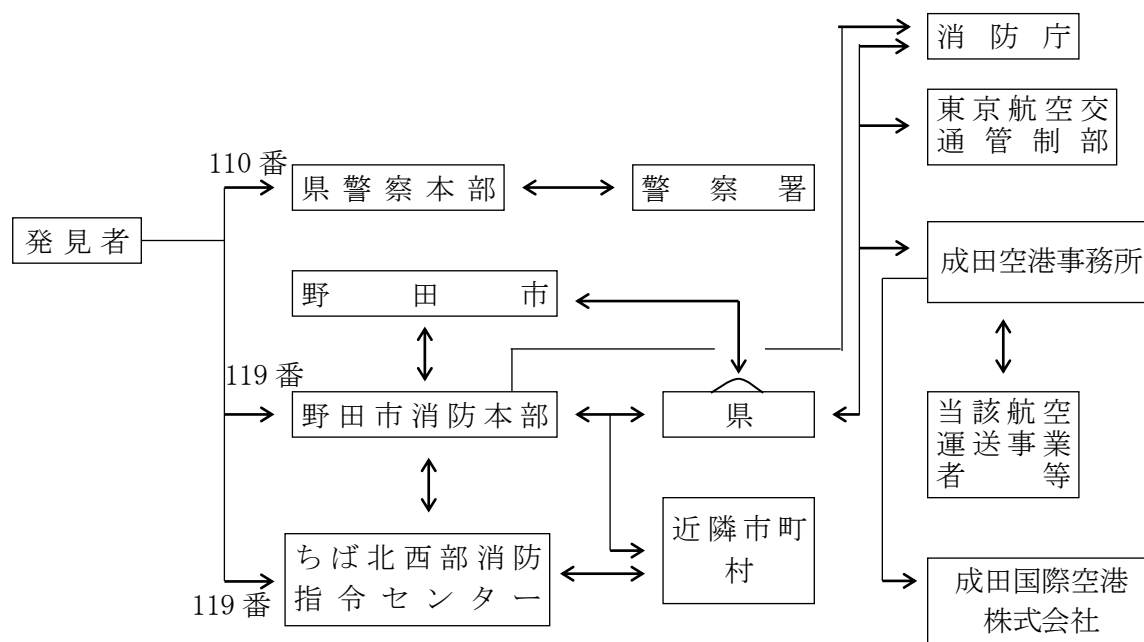 消防庁
東京航空交
通管制部
110番
県警察本部
警察署
発見者
成田空港事務所
野田市
119番
野田市消防本部
県
当該航空
運送事業
者等
近隣市町
村
ちば北西部消防
指令センター
119番
成田国際空港
株式会社